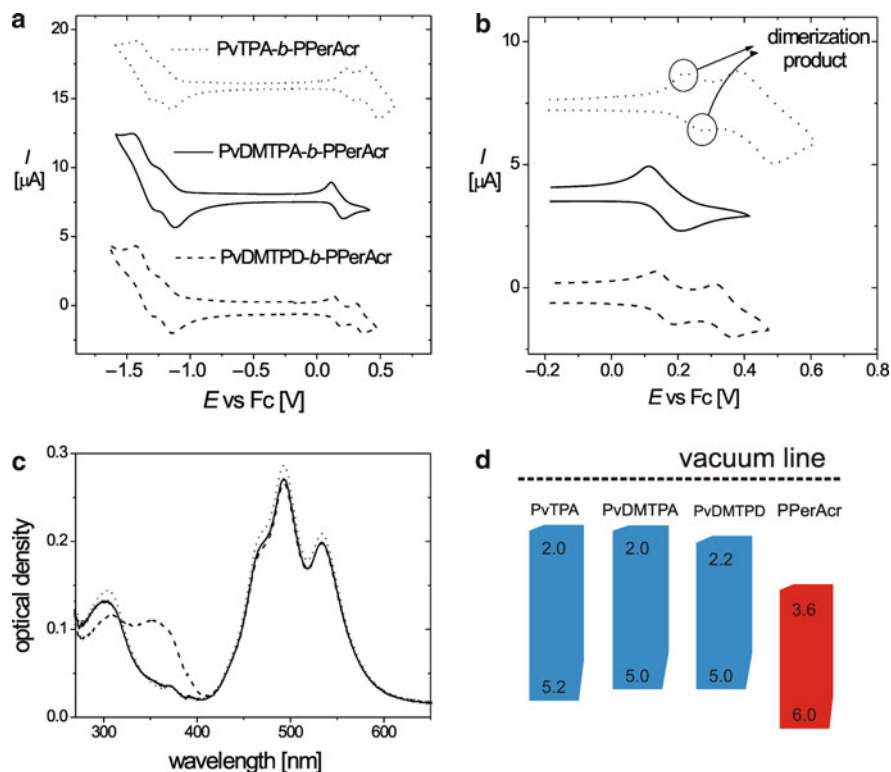 a
20
15
10
5
0
I
[µA]
PvTPA-b-PPerAcr
PvDMTPA-b-PPerAcr
PvDMTPD-b-PPerAcr
−1.5 −1.0 −0.5 0.0 0.5
E vs Fc [V]
b
10
5
0
I
[µA]
dimerization
product
−0.2 0.0 0.2 0.4 0.6 0.8
E vs Fc [V]
c
0.3
0.2
0.1
0.0
optical density
300 400 500 600
wavelength [nm]
d
vacuum line
PvTPA PvDMTPA PvDMTPD PPerAcr
2.0 2.0 2.2 3.6
5.2 5.0 5.0 6.0